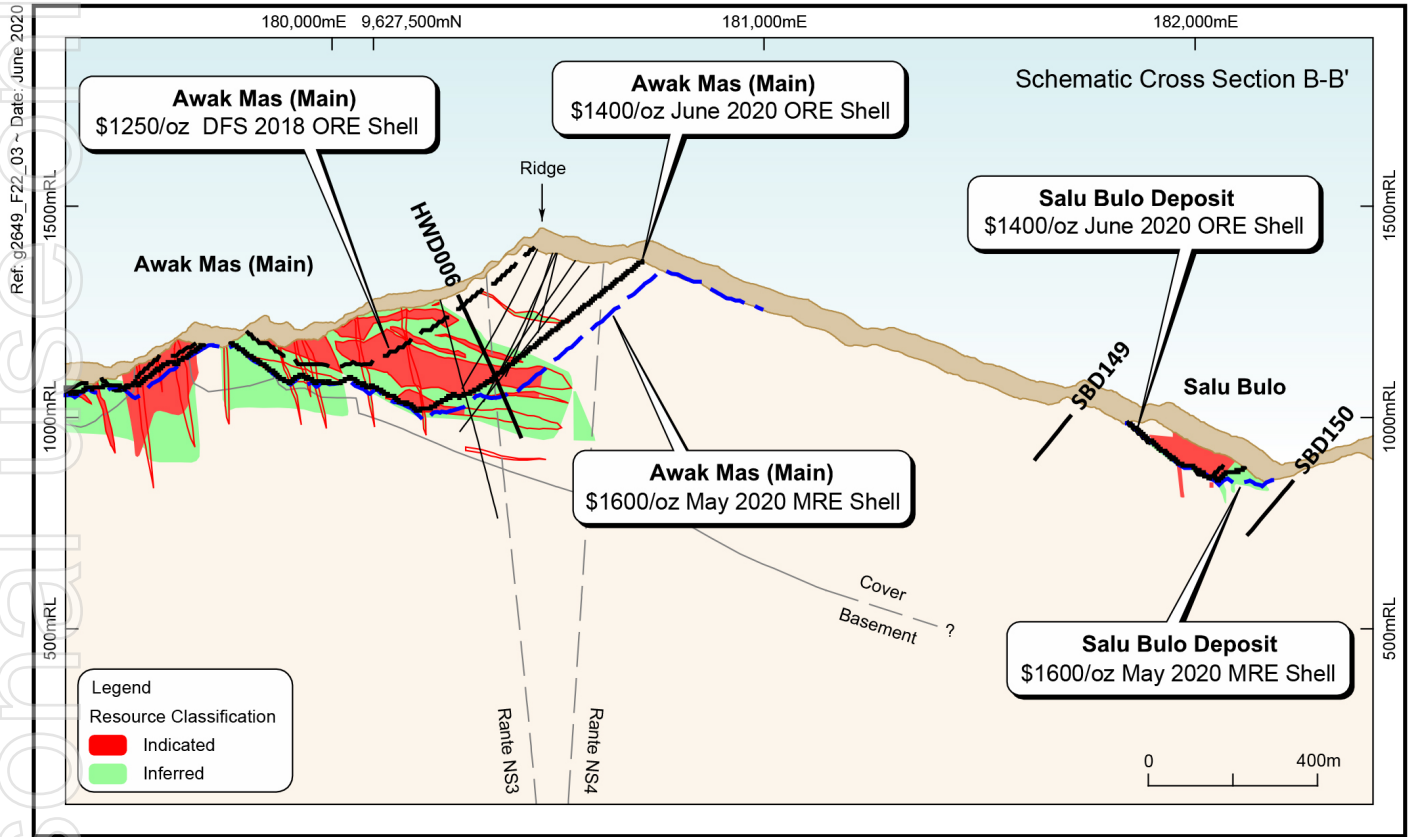 180,000mE 9,627,500mN 181,000mE 182,000mE
Ref: g2649_F22_03 ~ Date: June 2020
Schematic Cross Section B-B'
Awak Mas (Main)
$1250/oz DFS 2018 ORE Shell
Awak Mas (Main)
$1400/oz June 2020 ORE Shell
Ridge
Salu Bulo Deposit
$1400/oz June 2020 ORE Shell
1500mRL
1500mRL
HWD006
Awak Mas (Main)
SBD149
Salu Bulo
SBD150
1000mRL
1000mRL
Awak Mas (Main)
$1600/oz May 2020 MRE Shell
Cover
Basement
?
500mRL
500mRL
Salu Bulo Deposit
$1600/oz May 2020 MRE Shell
Legend
Resource Classification
Indicated
Inferred
Rante NS3
Rante NS4
0 400m
sonal use on